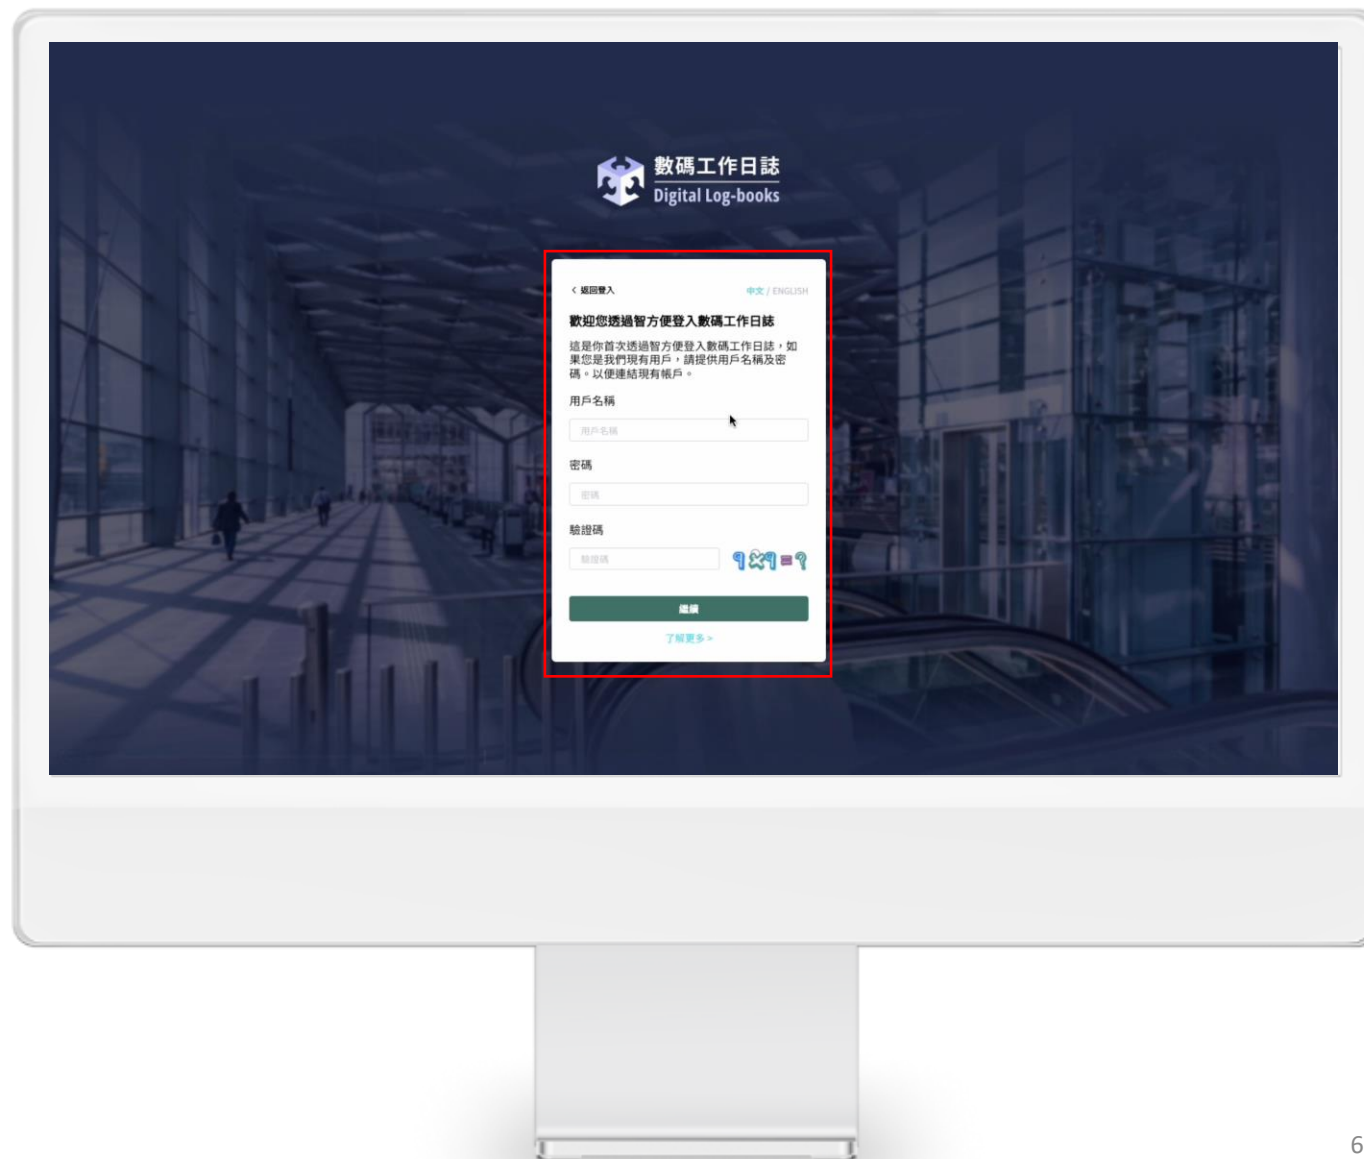 數碼工作日誌
Digital Log-books
< 返回登入
中文 / ENGLISH
歡迎您透過智方便登入數碼工作日誌
這是你首次透過智方便登入數碼工作日誌，如
果您是我們現有用戶，請提供用戶名稱及密
碼。以便連結現有帳戶。
用戶名稱
用戶名稱
密碼
密碼
驗證碼
驗證碼
9×9=?
繼續
了解更多 >
6